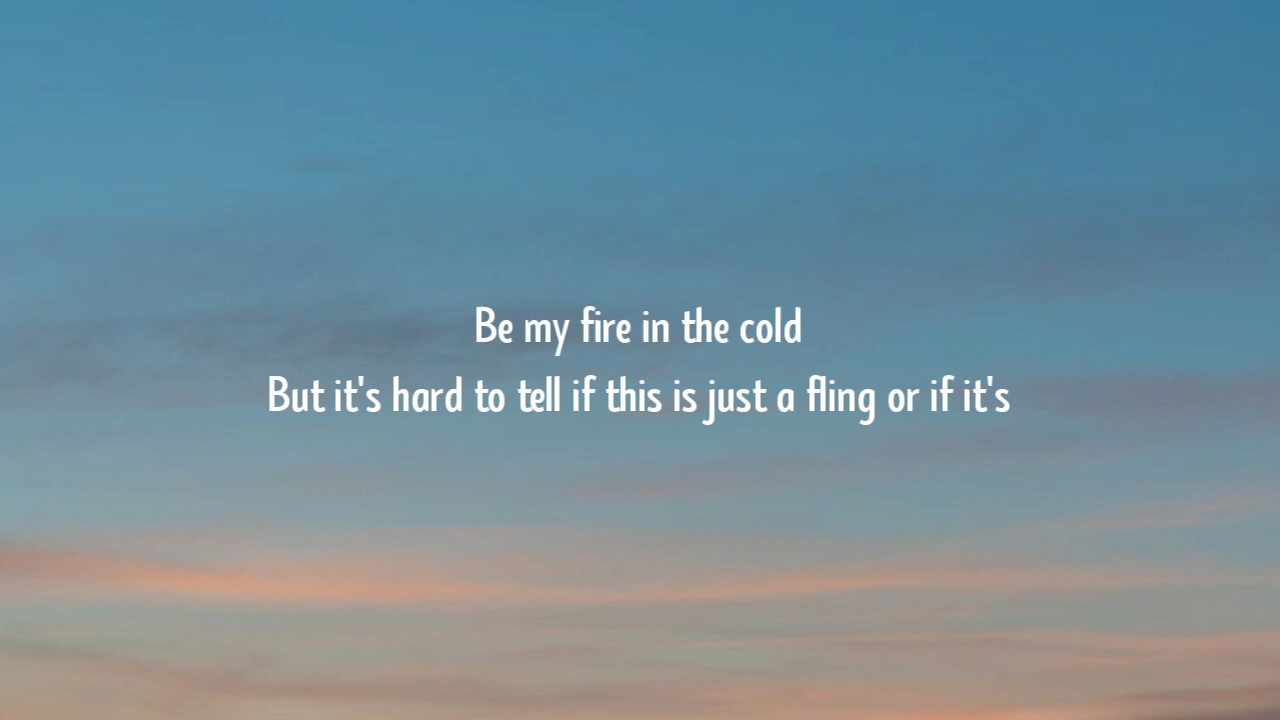 Be my fire in the cold
But it's hard to tell if this is just a fling or if it's